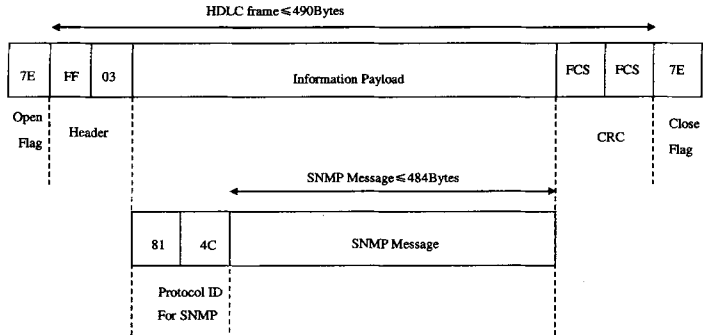 HDLC frame≤490Bytes
7E FF 03 Information Payload FCS FCS 7E
Open Flag
Header
CRC
Close Flag
SNMP Message≤484Bytes
81 4C SNMP Message
Protocol ID
For SNMP